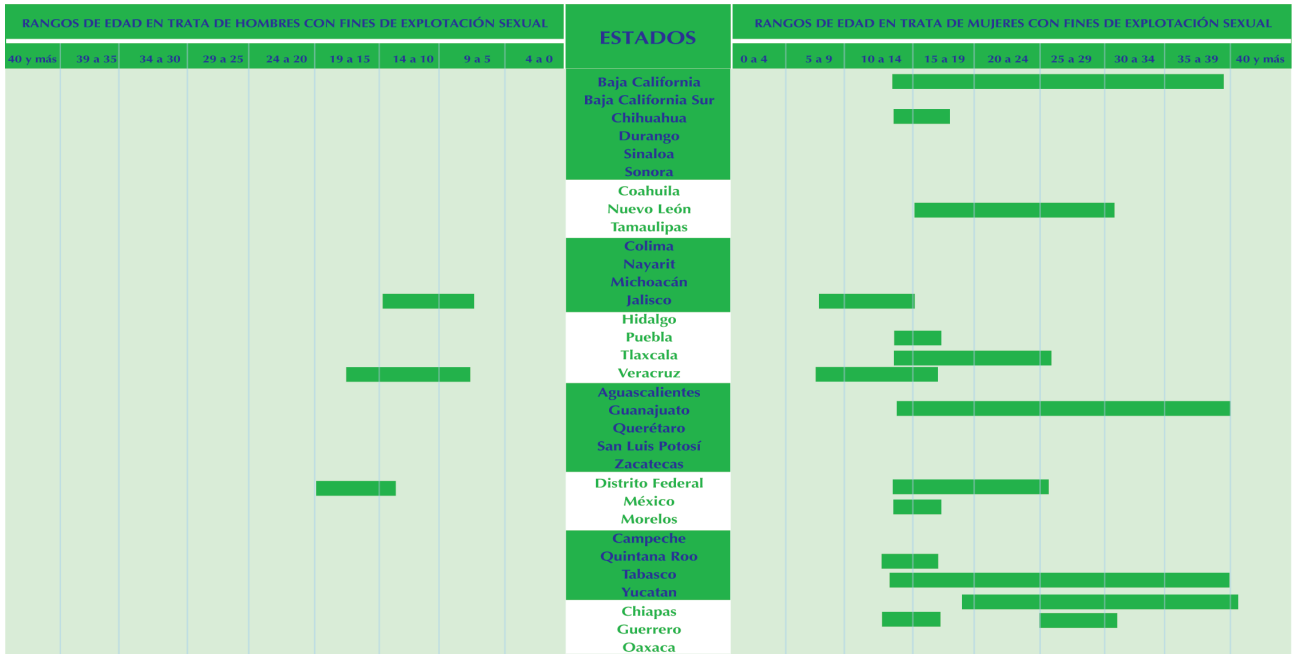 RANGOS DE EDAD EN TRATA DE HOMBRES CON FINES DE EXPLOTACIÓN SEXUAL
40 y más 39 a 35 34 a 30 29 a 25 24 a 20 19 a 15 14 a 10 9 a 5 4 a 0
ESTADOS
RANGOS DE EDAD EN TRATA DE MUJERES CON FINES DE EXPLOTACIÓN SEXUAL
0 a 4 5 a 9 10 a 14 15 a 19 20 a 24 25 a 29 30 a 34 35 a 39 40 y más
Baja California
Baja California Sur
Chihuahua
Durango
Sinaloa
Sonora
Coahuila
Nuevo León
Tamaulipas
Colima
Nayarit
Michoacán
Jalisco
Hidalgo
Puebla
Tlaxcala
Veracruz
Aguascalientes
Guanajuato
Querétaro
San Luis Potosí
Zacatecas
Distrito Federal
México
Morelos
Campeche
Quintana Roo
Tabasco
Yucatan
Chiapas
Guerrero
Oaxaca